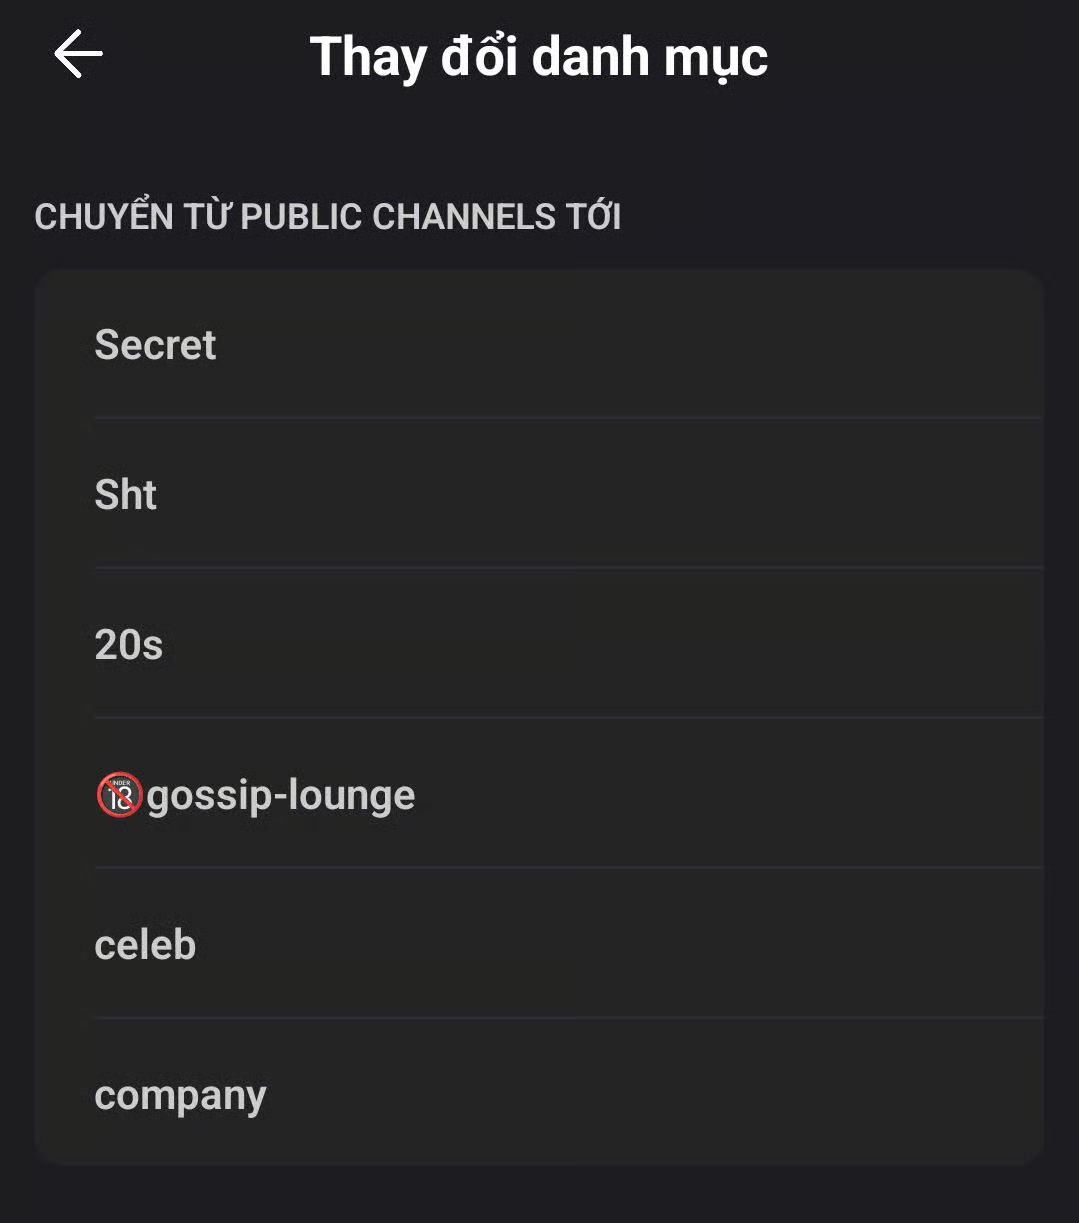 Thay đổi danh mục
CHUYỂN TỪ PUBLIC CHANNELS TỚI
Secret
Sht
20s
🔞gossip-lounge
celeb
company